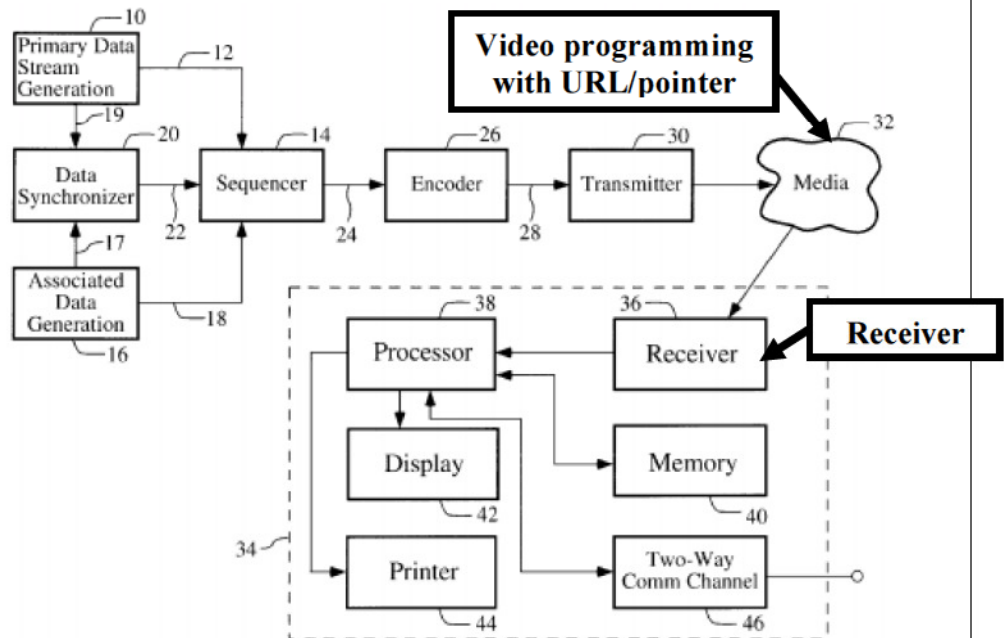 10
Primary Data
Stream
Generation
12
19
Video programming
with URL/pointer
20
Data
Synchronizer
22
14
Sequencer
24
26
Encoder
28
30
Transmitter
32
Media
17
Associated
Data
Generation
16
18
38
Processor
36
Receiver
Receiver
Display
42
Memory
40
34
Printer
44
Two-Way
Comm Channel
46